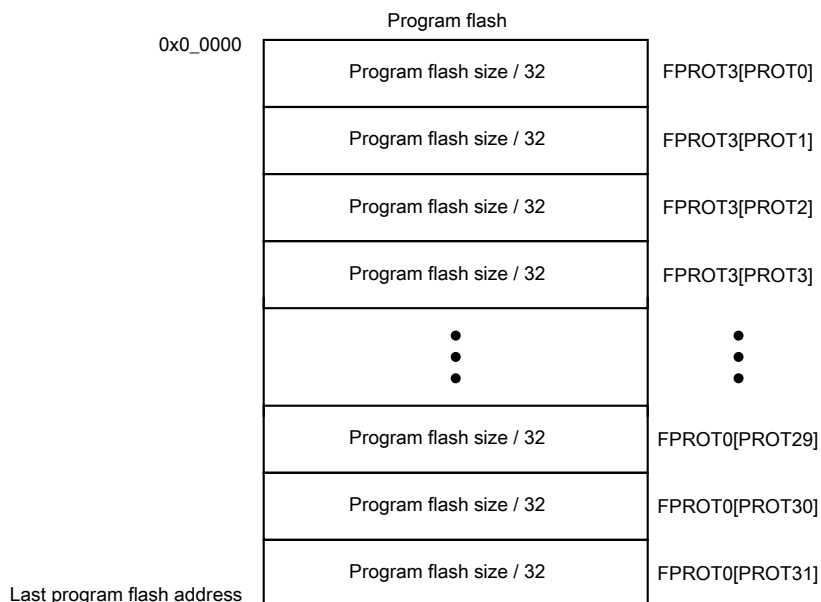 Program flash
0x0_0000
Program flash size / 32
FPROT3[PROT0]
Program flash size / 32
FPROT3[PROT1]
Program flash size / 32
FPROT3[PROT2]
Program flash size / 32
FPROT3[PROT3]
Program flash size / 32
FPROT0[PROT29]
Program flash size / 32
FPROT0[PROT30]
Program flash size / 32
FPROT0[PROT31]
Last program flash address